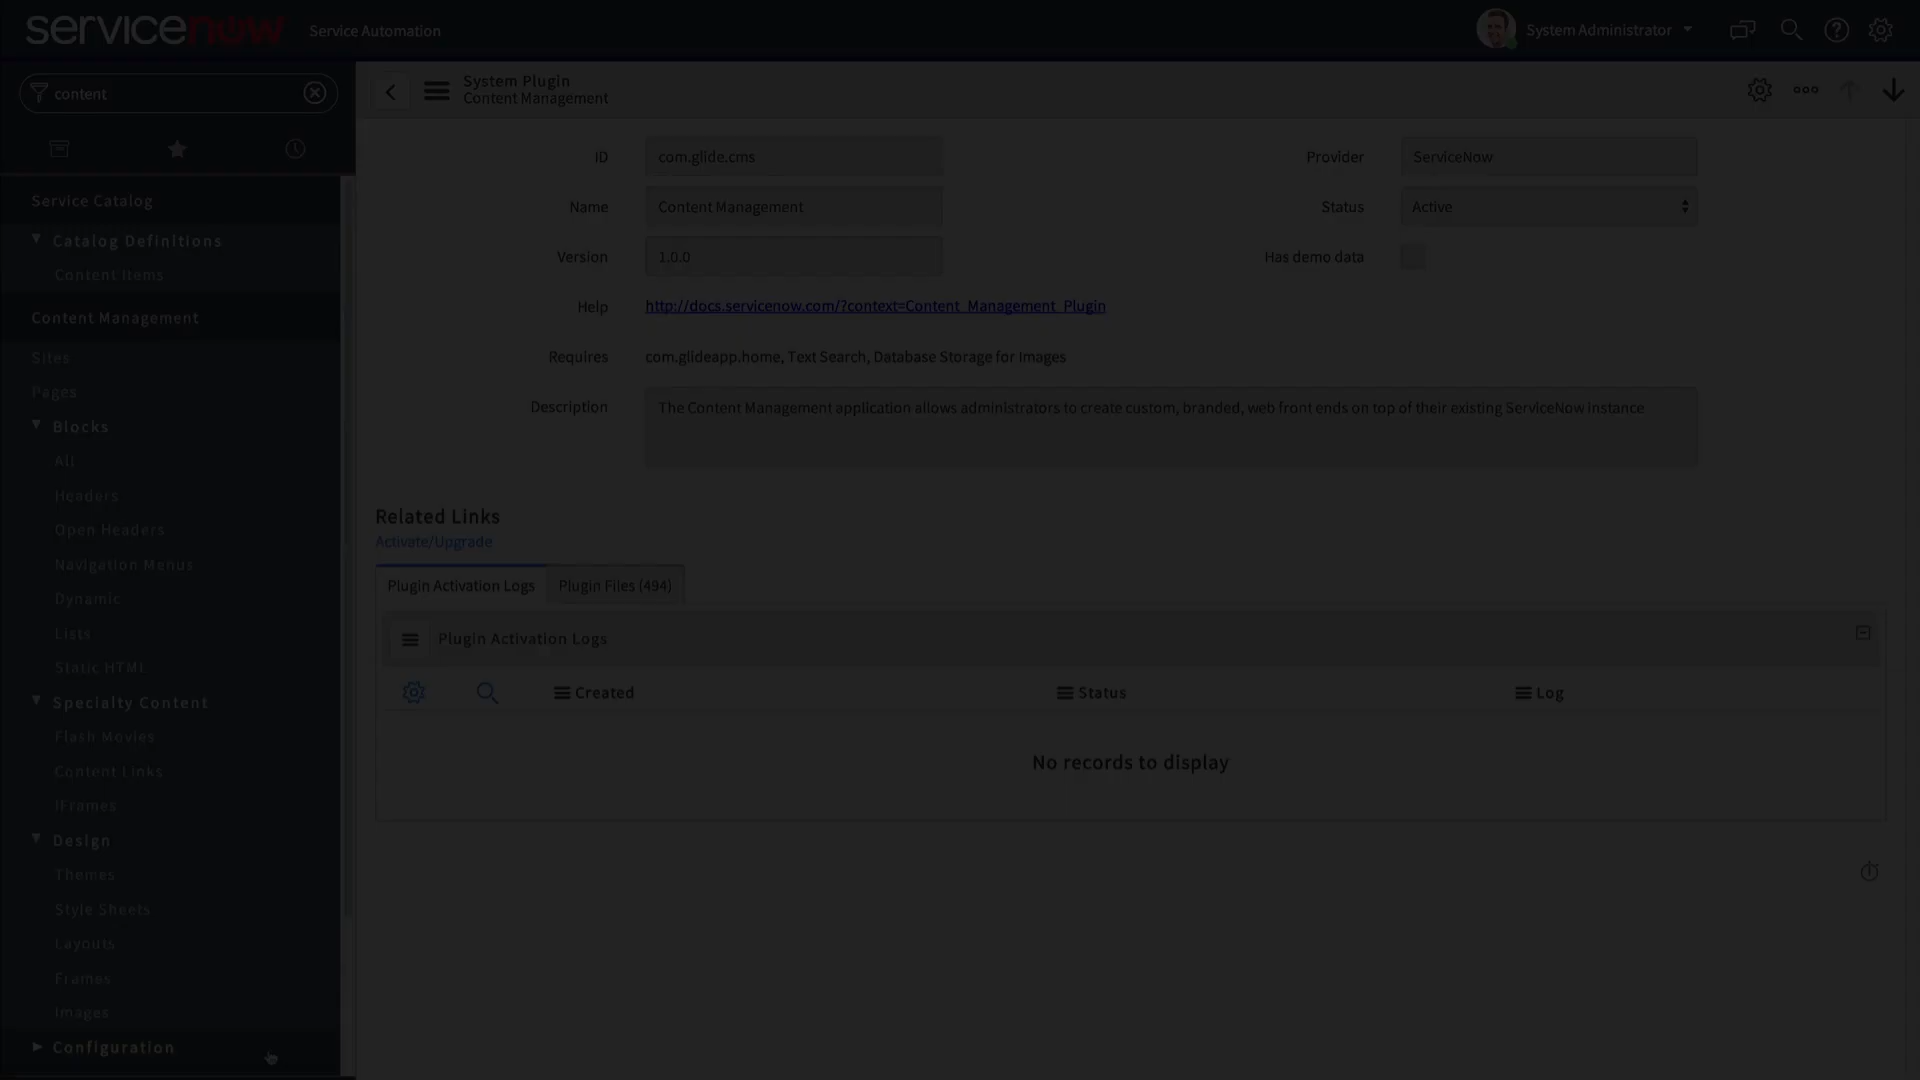 servicenow Service Automation
System Administrator
content
System Plugin
Content Management
ID com.glide.cms
Provider ServiceNow
Name Content Management
Status Active
Version 1.0.0
Has demo data
Help http://docs.servicenow.com/?context=Content_Management_Plugin
Requires com.glideapp.home, Text Search, Database Storage for Images
Description The Content Management application allows administrators to create custom, branded, web front ends on top of their existing ServiceNow instance
Related Links
Activate/Upgrade
Plugin Activation Logs Plugin Files (494)
Plugin Activation Logs
Created Status Log
No records to display
Service Catalog
Catalog Definitions
Content Items
Content Management
Sites
Pages
Blocks
All
Headers
Open Headers
Navigation Menus
Dynamic
Lists
Static HTML
Specialty Content
Flash Movies
Content Links
IFrames
Design
Themes
Style Sheets
Layouts
Frames
Images
Configuration